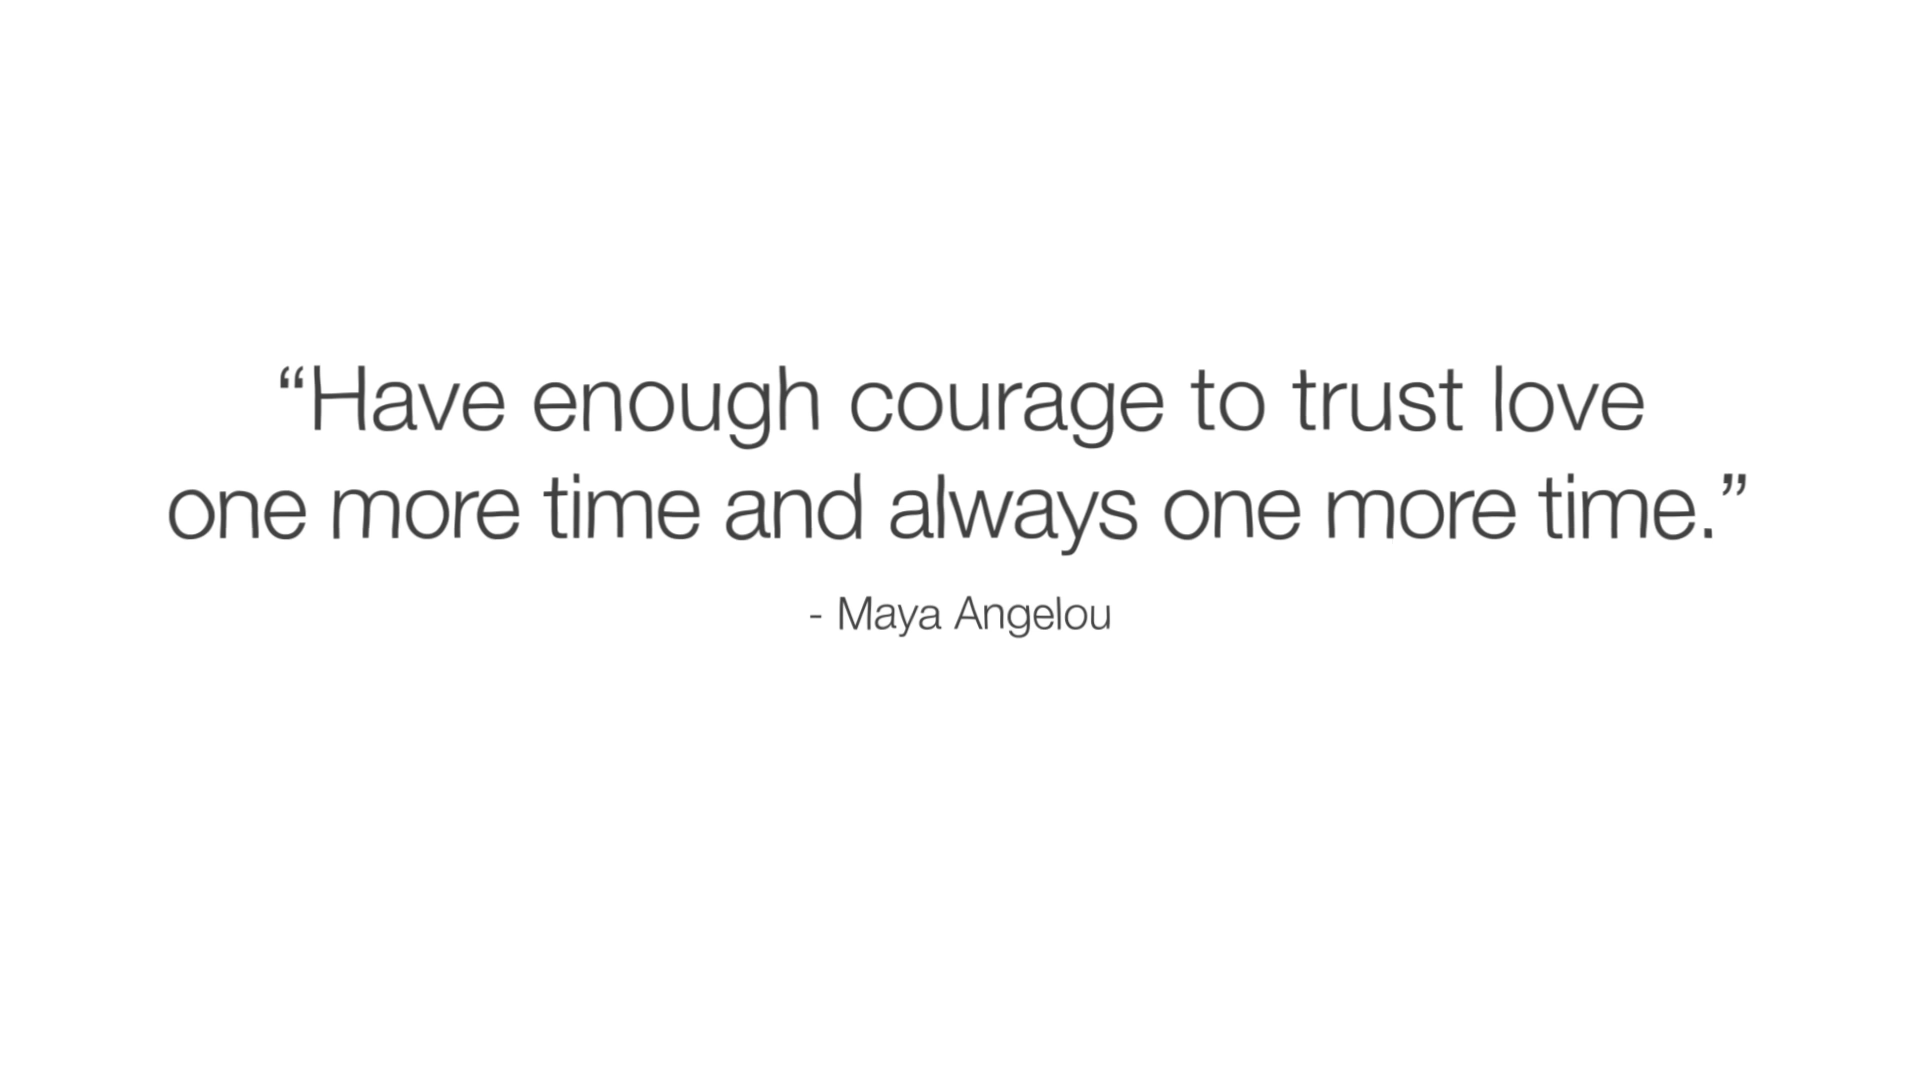 “Have enough courage to trust love
one more time and always one more time.”
- Maya Angelou